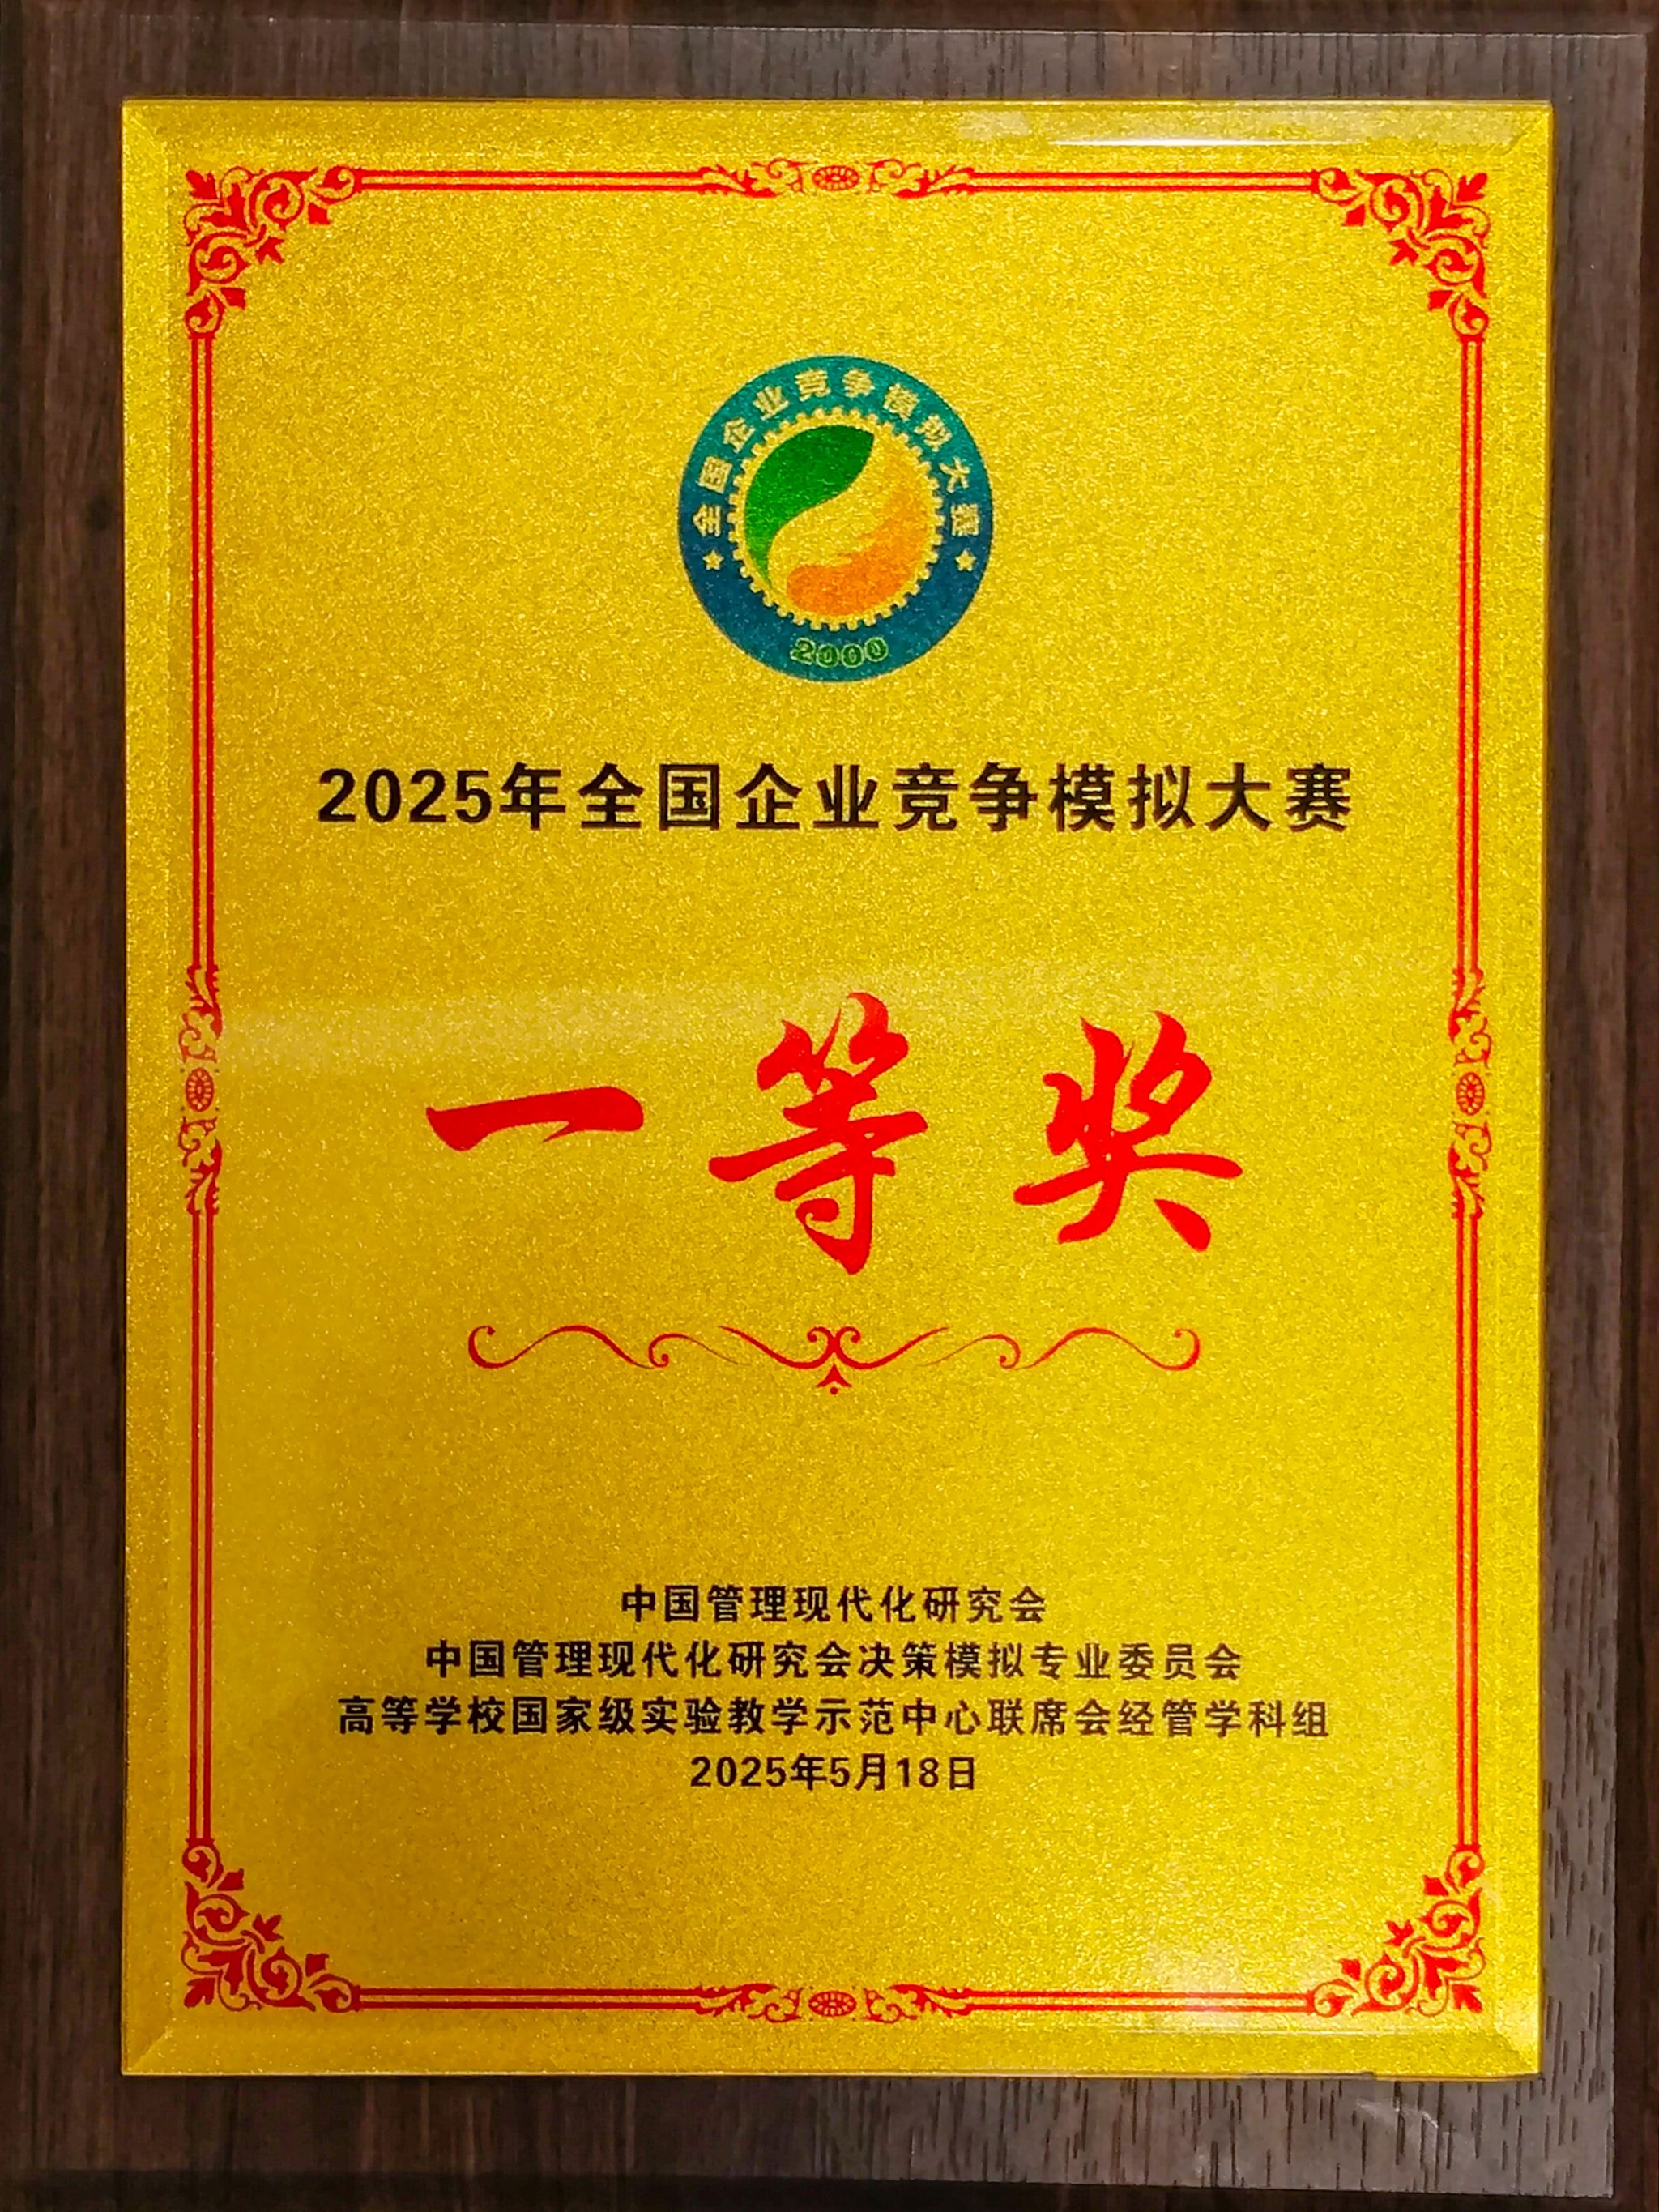 全国企业竞争模拟大赛
2000
2025年全国企业竞争模拟大赛
一等奖
中国管理现代化研究会
中国管理现代化研究会决策模拟专业委员会
高等学校国家级实验教学示范中心联席会经管学科组
2025年5月18日